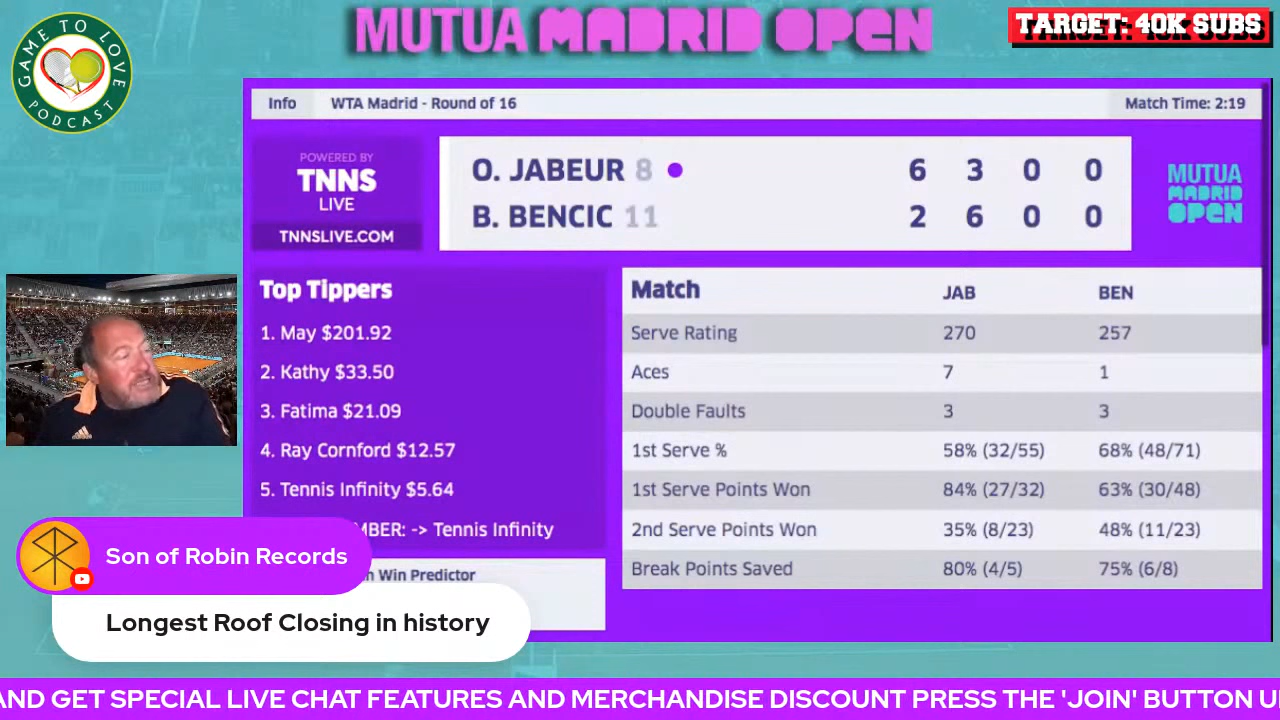 GAME TO LOVE
PODCAST
MUTUA MADRID OPEN
TARGET: 40K SUBS
Info WTA Madrid - Round of 16 Match Time: 2:19
POWERED BY
TNNS
LIVE
TNNSLIVE.COM
O. JABEUR 8 6 3 0 0
B. BENCIC 11 2 6 0 0
MUTUA
MADRID
OPEN
Top Tippers
1. May $201.92
2. Kathy $33.50
3. Fatima $21.09
4. Ray Cornford $12.57
5. Tennis Infinity $5.64
MBER: -> Tennis Infinity
n Win Predictor
Match JAB BEN
Serve Rating 270 257
Aces 7 1
Double Faults 3 3
1st Serve % 58% (32/55) 68% (48/71)
1st Serve Points Won 84% (27/32) 63% (30/48)
2nd Serve Points Won 35% (8/23) 48% (11/23)
Break Points Saved 80% (4/5) 75% (6/8)
Son of Robin Records
Longest Roof Closing in history
AND GET SPECIAL LIVE CHAT FEATURES AND MERCHANDISE DISCOUNT PRESS THE 'JOIN' BUTTON U